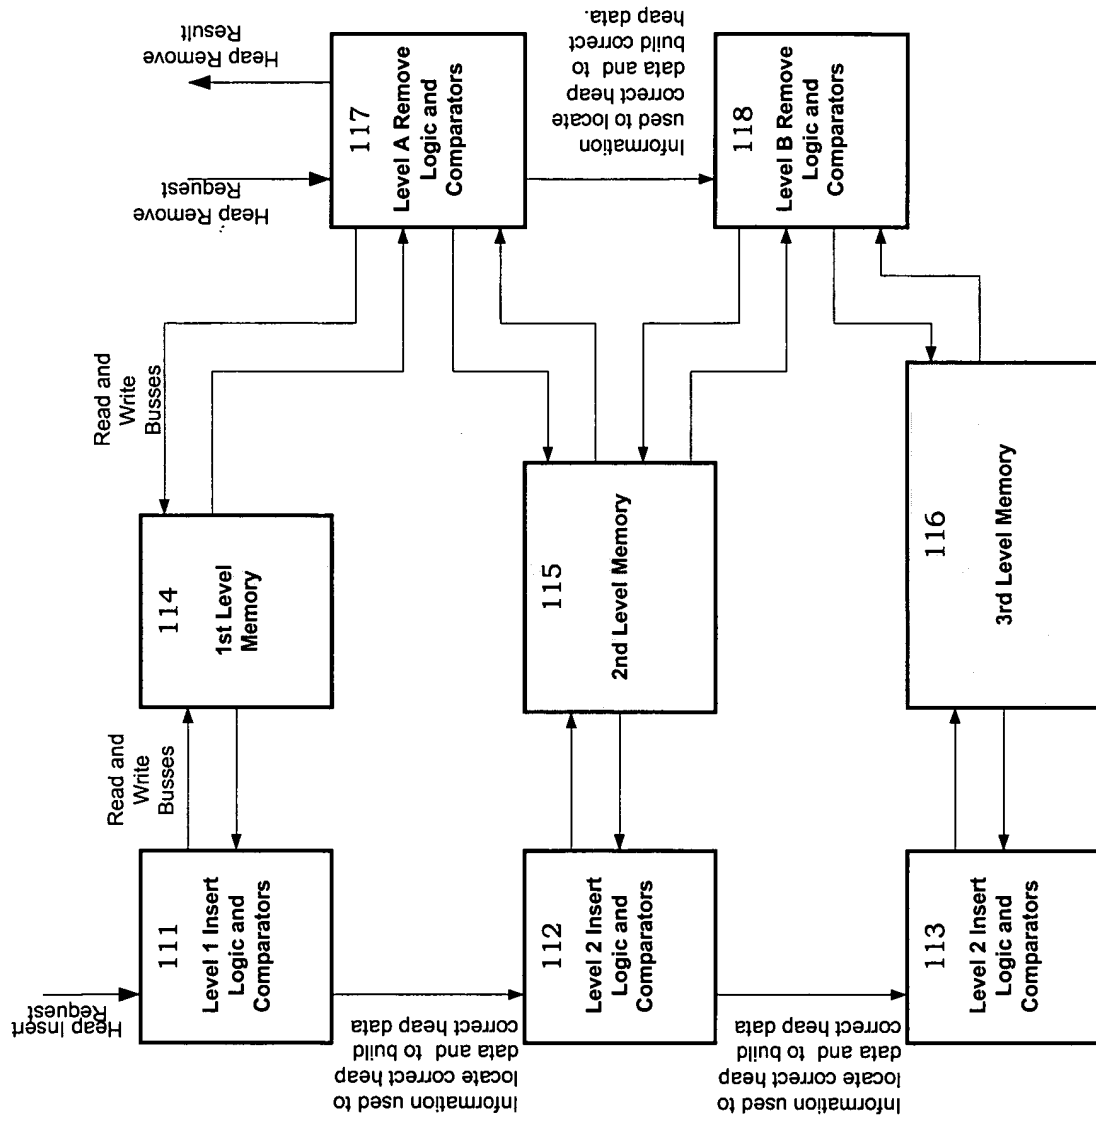 Heap Insert
Request
111
Level 1 Insert
Logic and
Comparators
Read and
Write
Busses
114
1st Level
Memory
Read and
Write
Busses
Heap Remove
Request
Heap Remove
Result
117
Level A Remove
Logic and
Comparators
Information used to
locate correct heap
data and to build
correct heap data
112
Level 2 Insert
Logic and
Comparators
115
2nd Level Memory
Information
used to locate
correct heap
data and to
build correct
heap data.
118
Level B Remove
Logic and
Comparators
Information used to
locate correct heap
data and to build
correct heap data
113
Level 2 Insert
Logic and
Comparators
116
3rd Level Memory